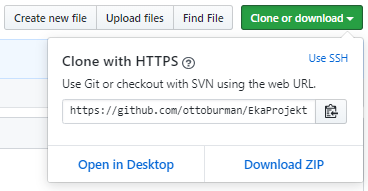 Create new file Upload files Find File Clone or download
Clone with HTTPS ? Use SSH
Use Git or checkout with SVN using the web URL.
https://github.com/ottoburman/EkaProjekt
Open in Desktop Download ZIP